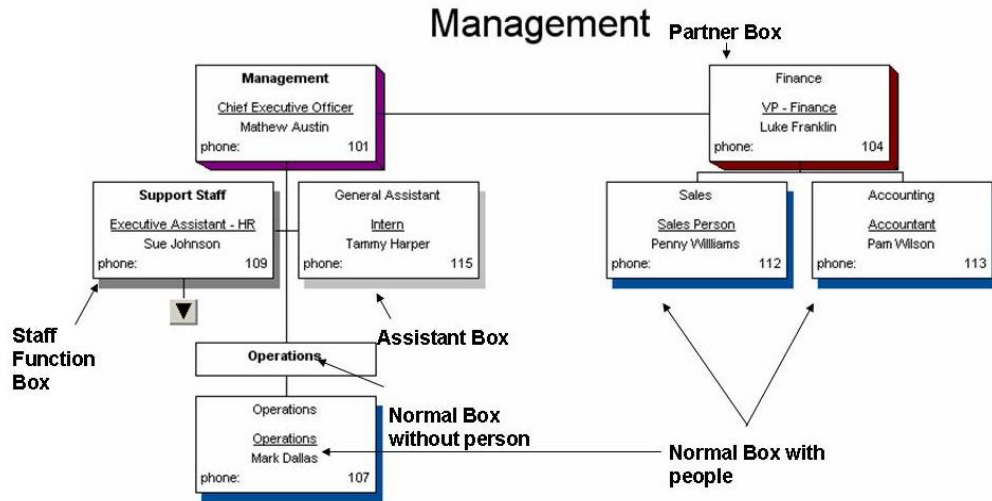 Management
Partner Box
Management
Chief Executive Officer
Mathew Austin
phone: 101
Finance
VP - Finance
Luke Franklin
phone: 104
Support Staff
Executive Assistant - HR
Sue Johnson
phone: 109
General Assistant
Intern
Tammy Harper
phone: 115
Sales
Sales Person
Penny Williams
phone: 112
Accounting
Accountant
Pam Wilson
phone: 113
Staff
Function
Box
Assistant Box
Operations
Normal Box
without person
Operations
Operations
Mark Dallas
phone: 107
Normal Box with
people